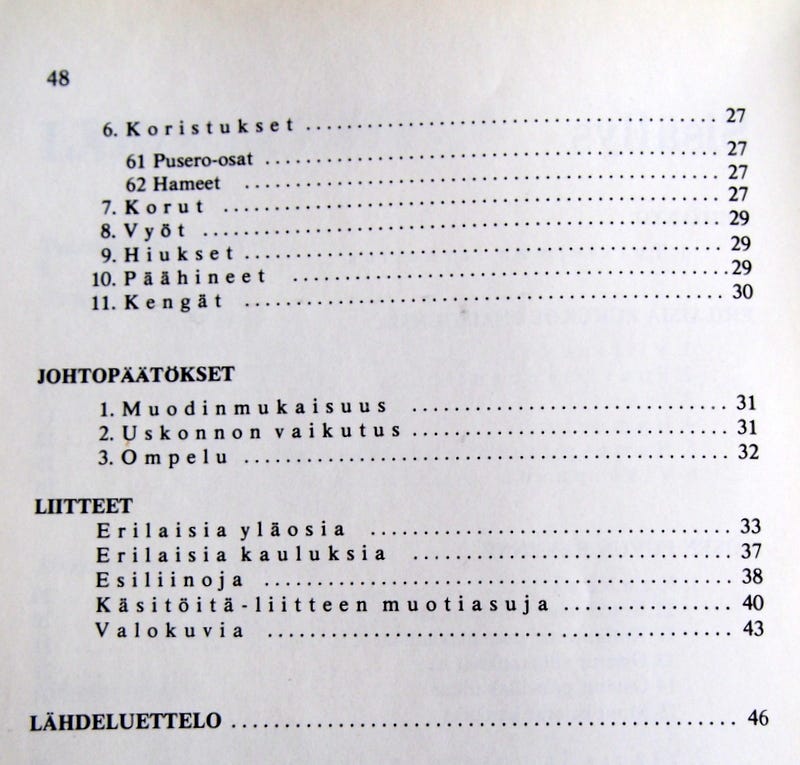 48
6. Koristukset .................................................. 27
61 Pusero-osat .................................................. 27
62 Hameet .................................................. 27
7. Korut .................................................. 27
8. Vyöt .................................................. 29
9. Hiukset .................................................. 29
10. Päähineet .................................................. 29
11. Kengät .................................................. 30
JOHTOPÄÄTÖKSET
1. Muodinmukaisuus .............................. 31
2. Uskonnon vaikutus .............................. 31
3. Ompelu .............................................. 32
LIITTEET
Erilaisia yläosia .................................. 33
Erilaisia kauluksia .............................. 37
Esiliinoja .............................................. 38
Käsitöitä-liitteen muotiasuja ................ 40
Valokuvia .............................................. 43
LÄHDELUETTELO .............................................. 46